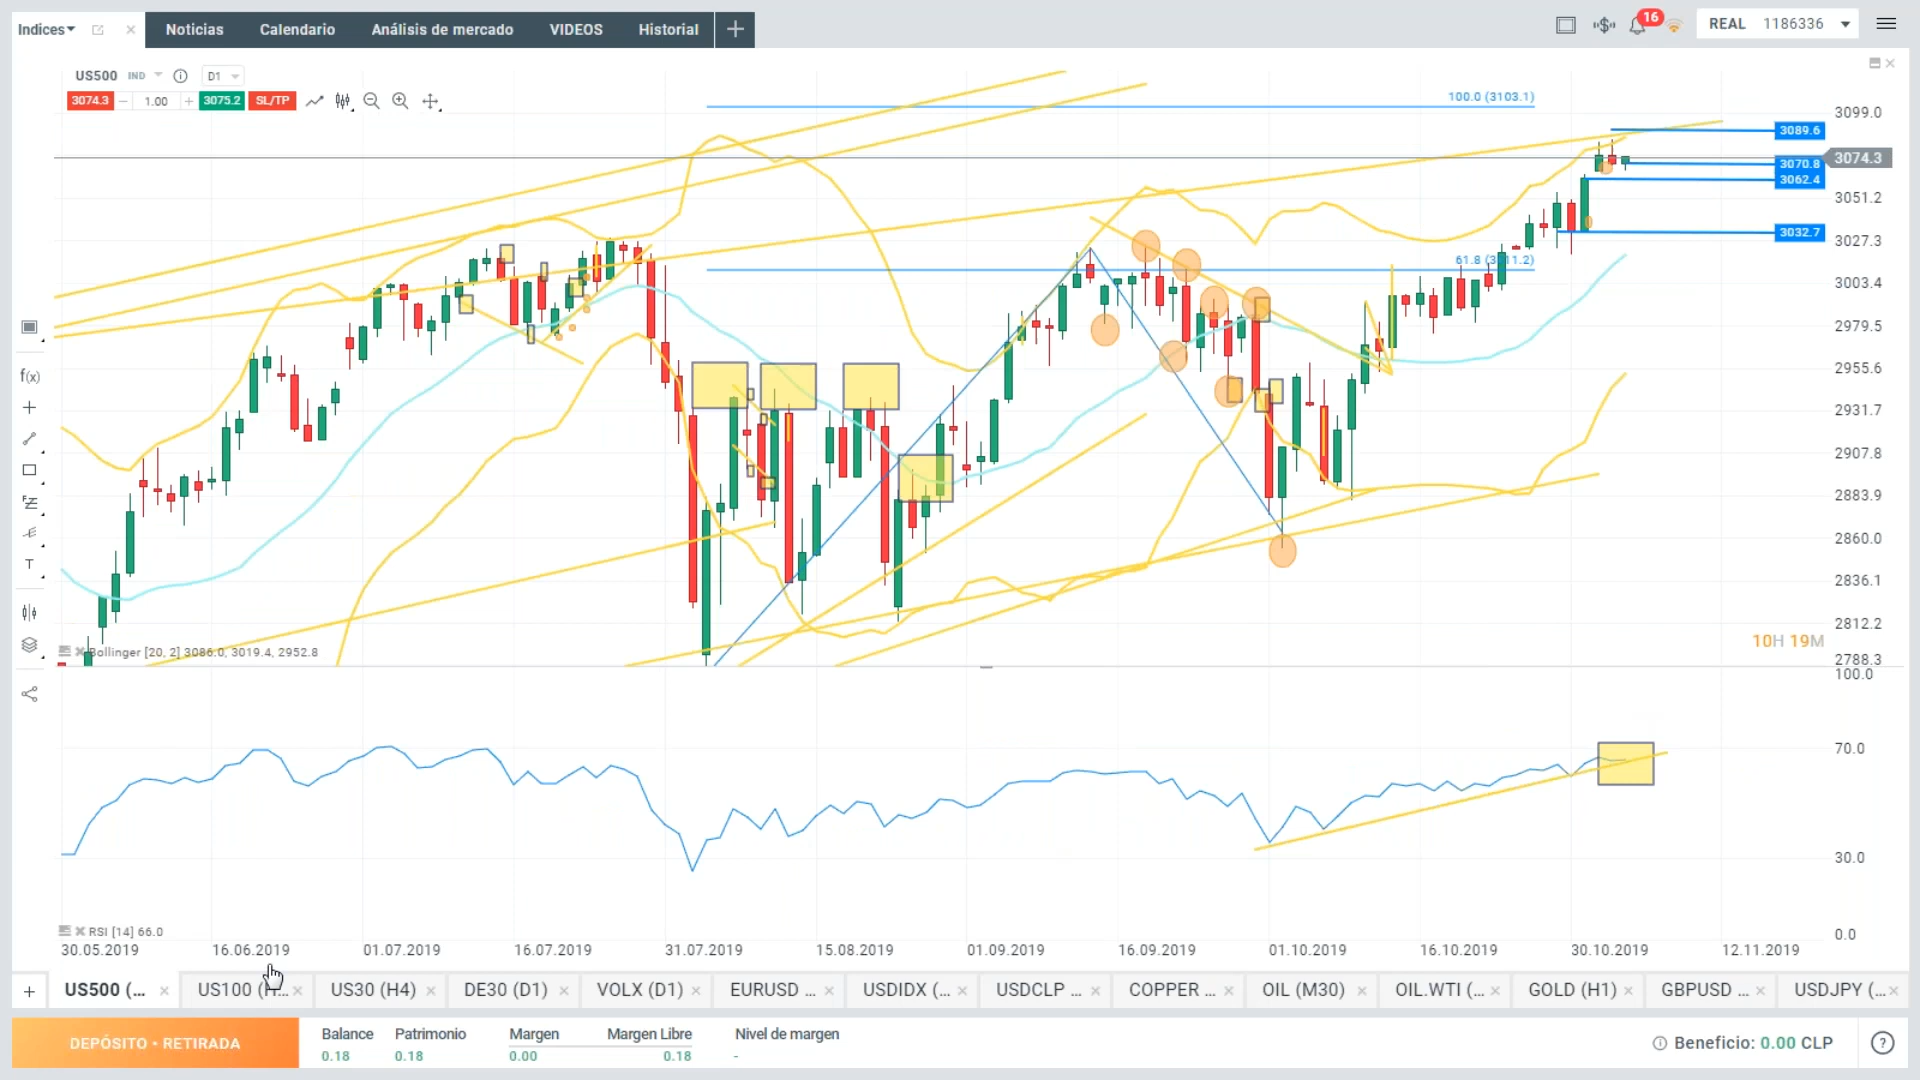 Indices Noticias Calendario Análisis de mercado VIDEOS Historial 16 REAL 1186336
US500 IND D1
3074.3 1.00 3075.2 SL/TP
100.0 (3103.1)
61.8 (3011.2)
3089.6
3070.8
3062.4
3032.7
3099.0
3074.3
3051.2
3027.3
3003.4
2979.5
2955.6
2931.7
2907.8
2883.9
2860.0
2836.1
2812.2
2788.3
f(x)
T
10H 19M
Bollinger [20, 2] 3086.0, 3019.4, 2952.8
100.0
70.0
30.0
0.0
RSI [14] 66.0
30.05.2019 16.06.2019 01.07.2019 16.07.2019 31.07.2019 15.08.2019 01.09.2019 16.09.2019 01.10.2019 16.10.2019 30.10.2019 12.11.2019
US500 (... US100 (H... US30 (H4) DE30 (D1) VOLX (D1) EURUSD ... USDIDX (... USDCLP ... COPPER ... OIL (M30) OIL.WTI (... GOLD (H1) GBPUSD ... USDJPY (...
DEPÓSITO • RETIRADA
Balance Patrimonio Margen Margen Libre Nivel de margen
0.18 0.18 0.00 0.18 -
Beneficio: 0.00 CLP